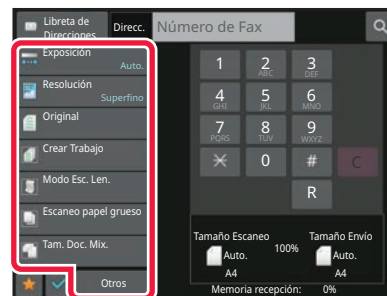 Libreta de
Direcciones
Direcc.
Número de Fax
Exposición
Auto.
Resolución
Superfino
Original
Crear Trabajo
Modo Esc. Len.
Escaneo papel grueso
Tam. Doc. Mix.
Otros
1
2
ABC
3
DEF
4
GHI
5
JKL
6
MNO
7
PQRS
8
TUV
9
WXYZ
0
#
C
R
Tamaño Escaneo
Auto.
A4
100%
Tamaño Envío
Auto.
A4
Memoria recepción: 0%